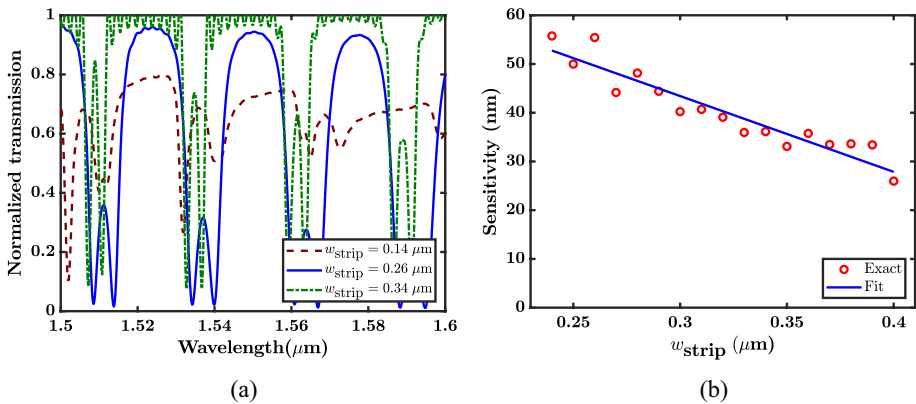 Normalized transmission
1
0.8
0.6
0.4
0.2
0
1.5
1.52
1.54
1.56
1.58
1.6
Wavelength(μm)
w_strip = 0.14 μm
w_strip = 0.26 μm
w_strip = 0.34 μm
(a)
Sensitivity (nm)
60
50
40
30
20
10
0
0.25
0.3
0.35
0.4
w_strip (μm)
Exact
Fit
(b)